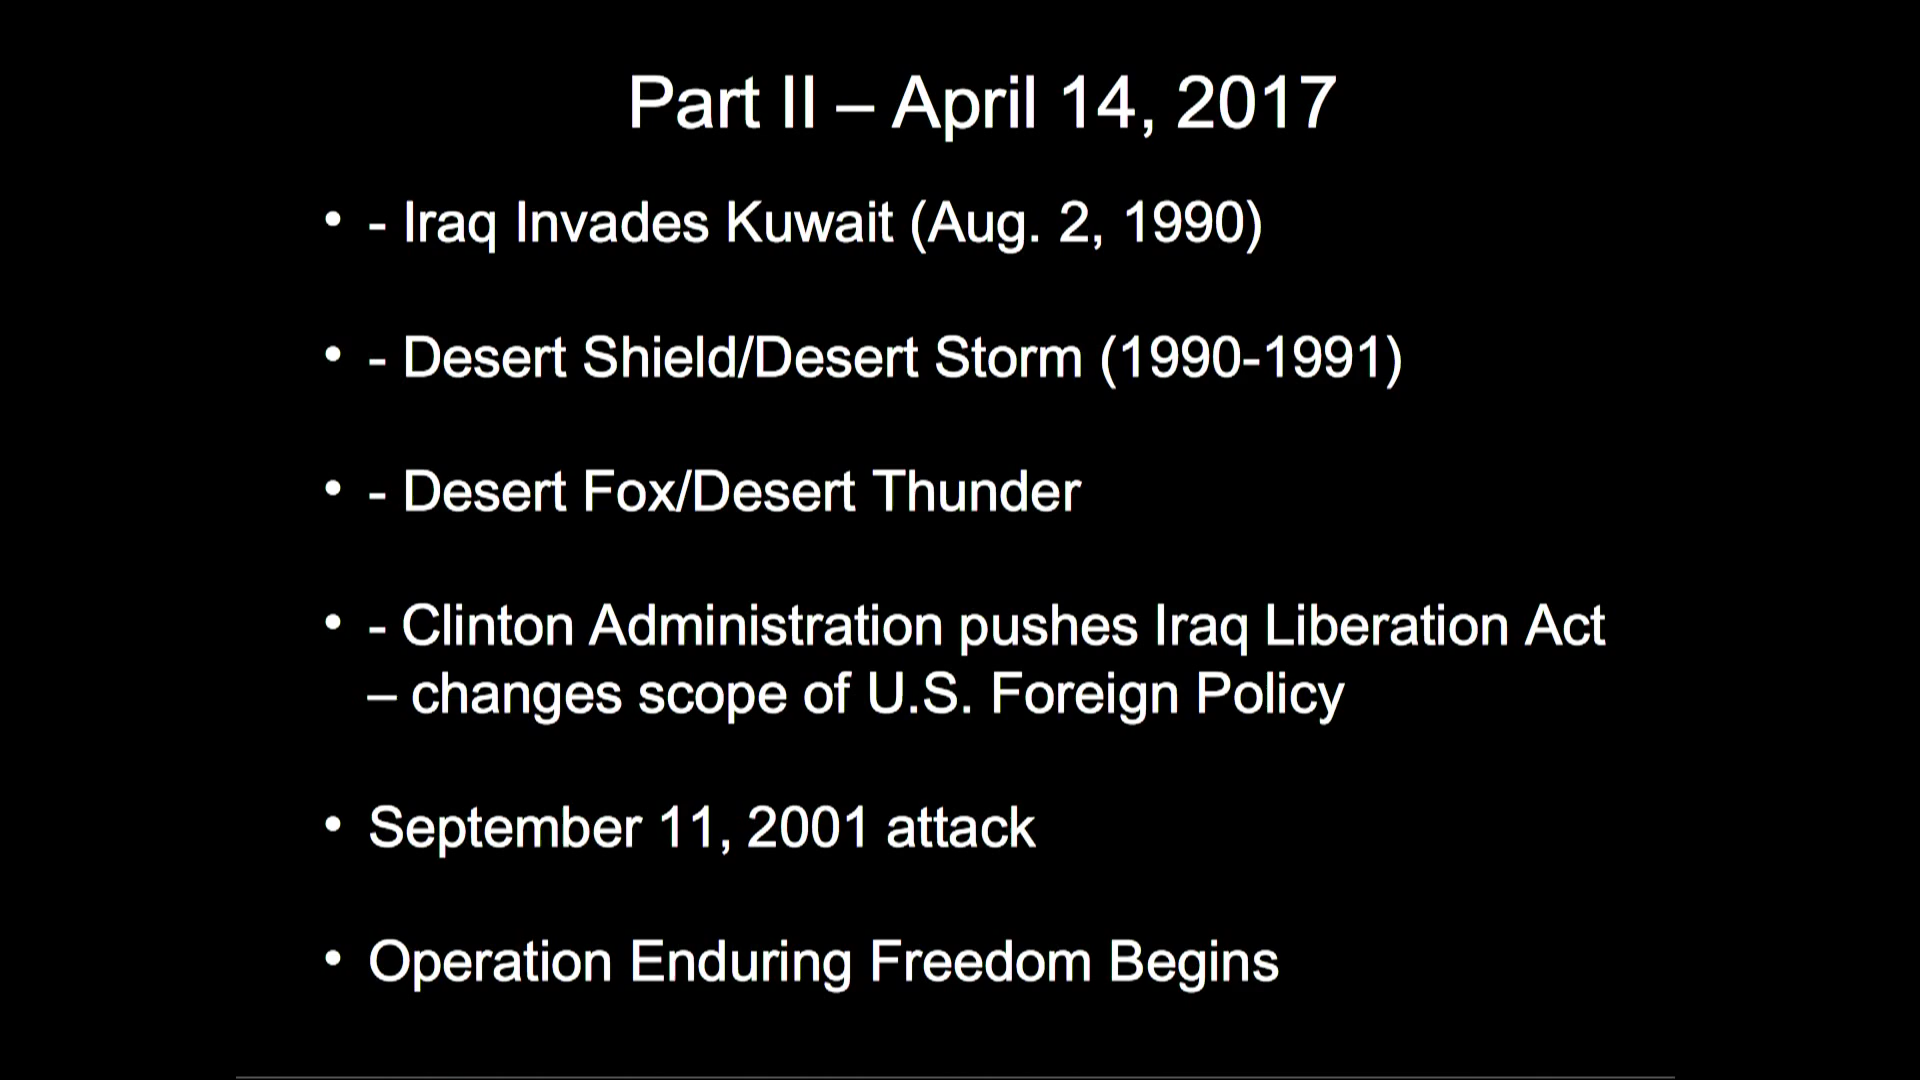 Part II – April 14, 2017
• - Iraq Invades Kuwait (Aug. 2, 1990)
• - Desert Shield/Desert Storm (1990-1991)
• - Desert Fox/Desert Thunder
• - Clinton Administration pushes Iraq Liberation Act
– changes scope of U.S. Foreign Policy
• September 11, 2001 attack
• Operation Enduring Freedom Begins